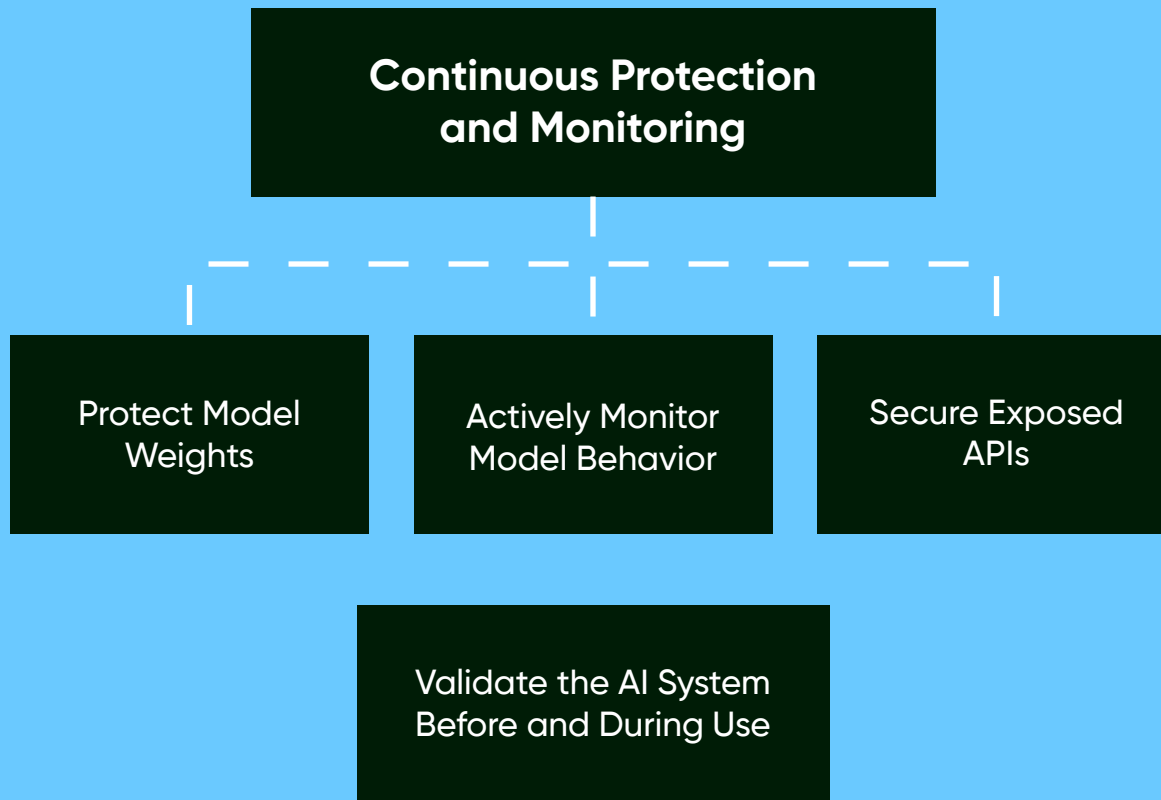 Continuous Protection
and Monitoring
Protect Model
Weights
Actively Monitor
Model Behavior
Secure Exposed
APIs
Validate the AI System
Before and During Use